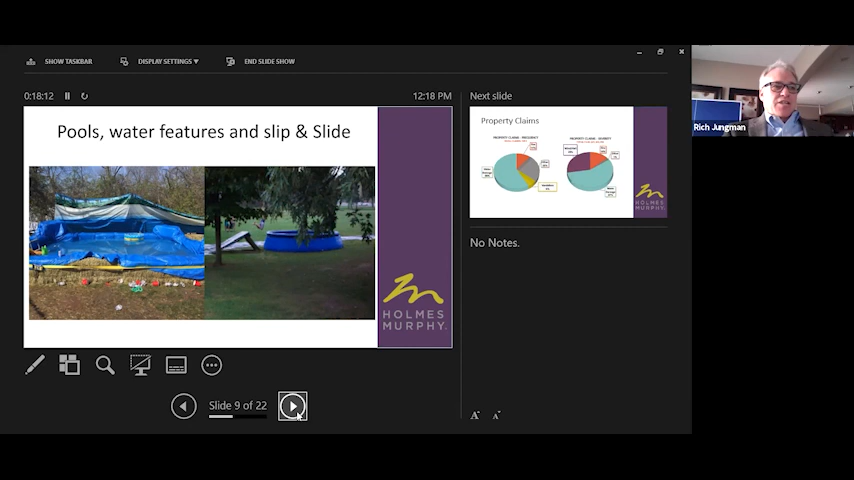 SHOW TASKBAR
DISPLAY SETTINGS ▼
END SLIDE SHOW
0:18:12
12:18 PM
Pools, water features and slip & Slide
HOLMES
MURPHY
Next slide
Property Claims
HOLMES
MURPHY
No Notes.
Slide 9 of 22
A
A
Rich Jungman